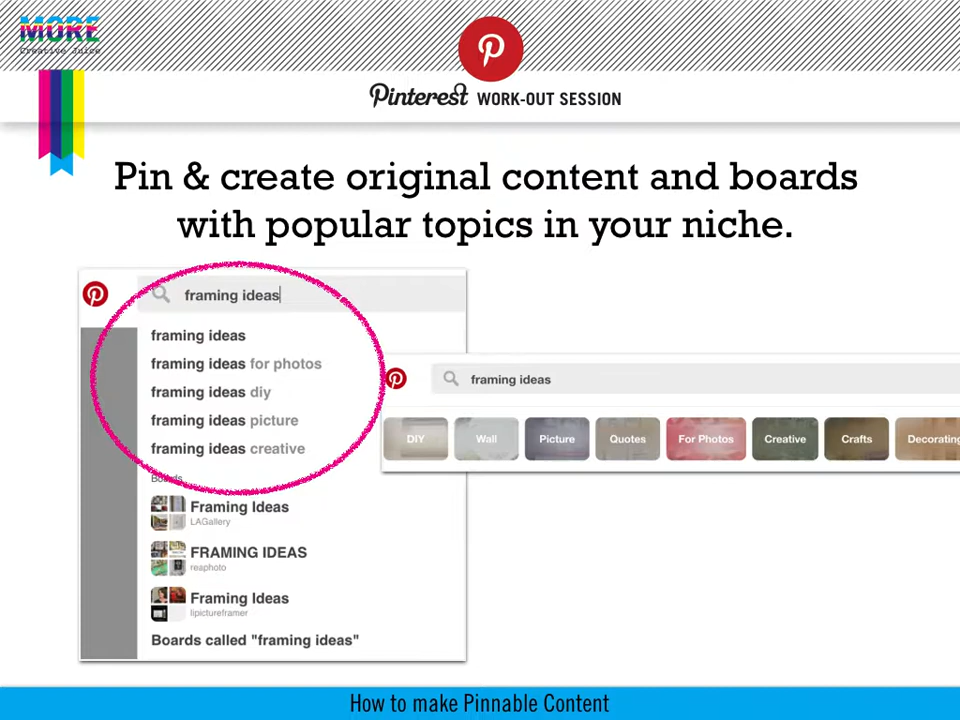 MORE
Creative Juice
Pinterest WORK-OUT SESSION
Pin & create original content and boards
with popular topics in your niche.
framing ideas
framing ideas
framing ideas for photos
framing ideas diy
framing ideas picture
framing ideas creative
Boards
Framing Ideas
LAGallery
FRAMING IDEAS
reaphoto
Framing Ideas
lipictureframer
Boards called "framing ideas"
framing ideas
DIY Wall Picture Quotes For Photos Creative Crafts Decorating
How to make Pinnable Content